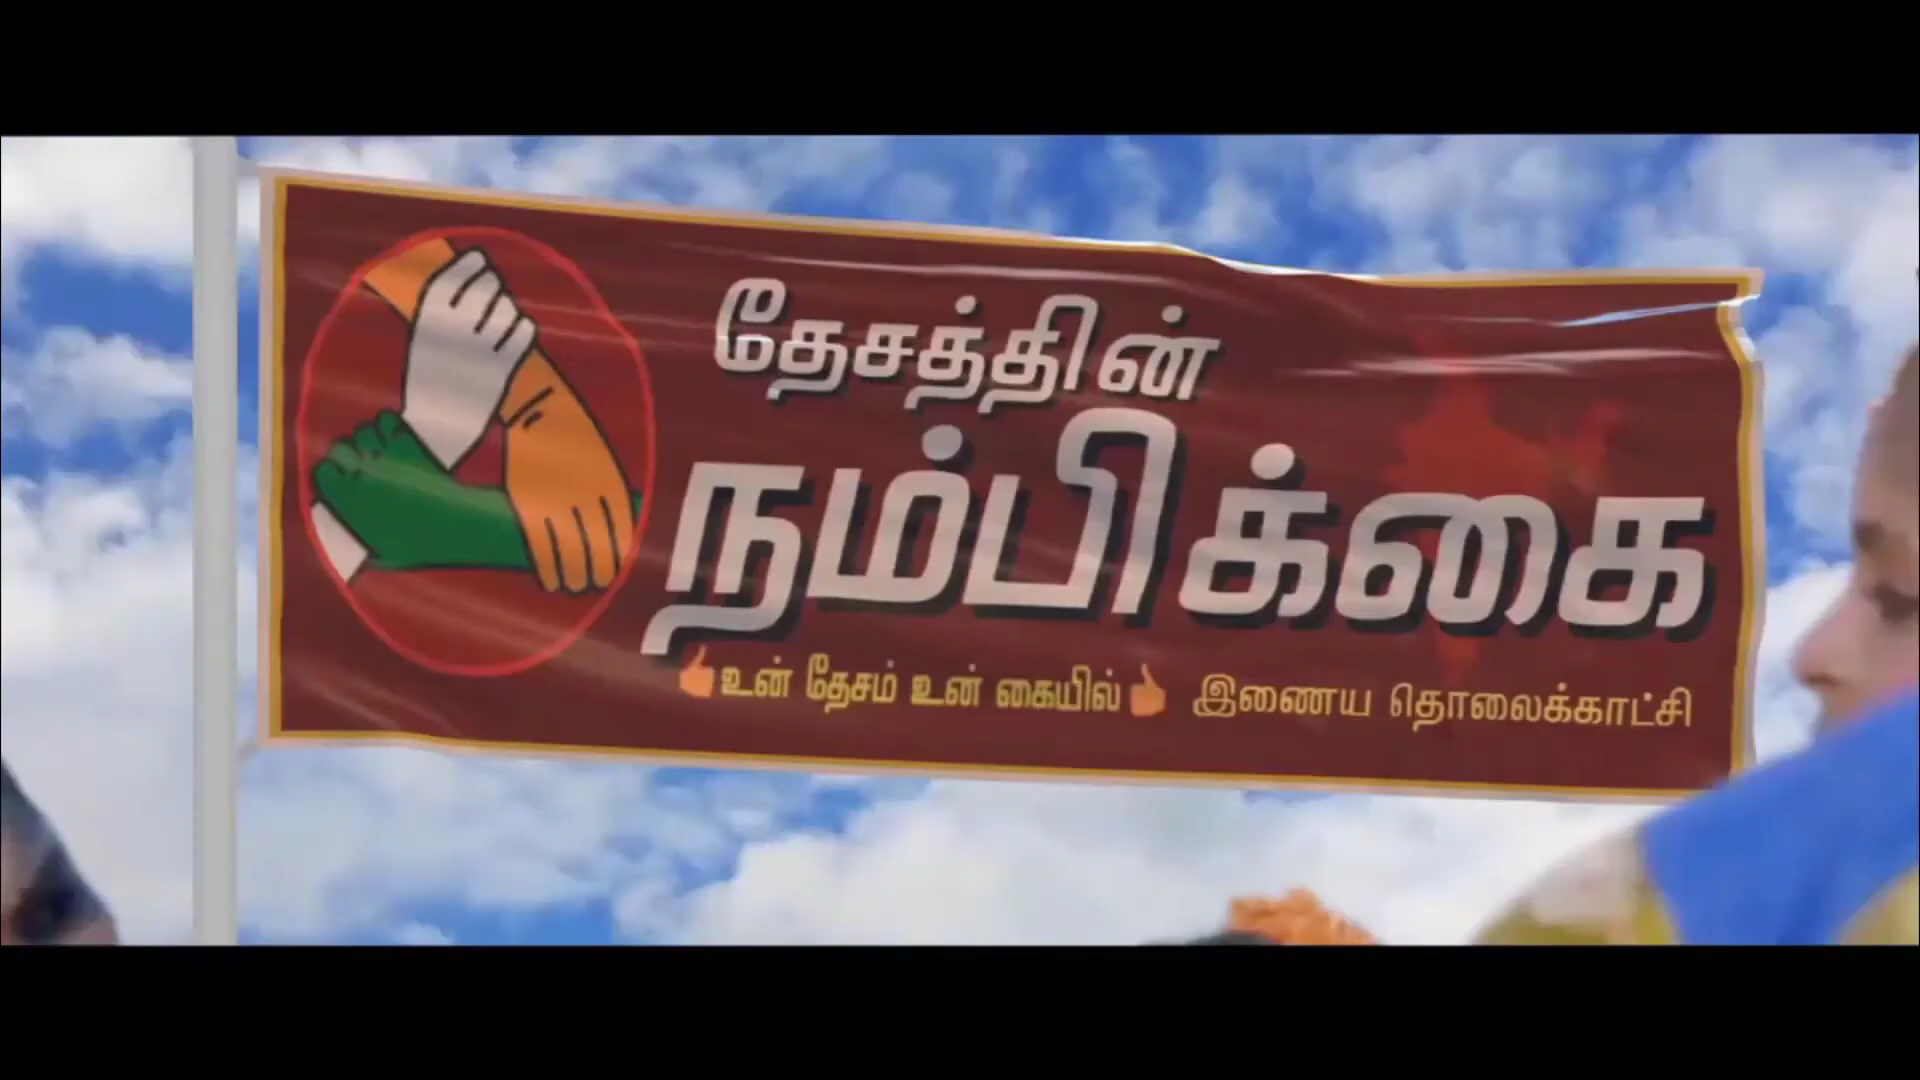 தேசத்தின்
நம்பிக்கை
உன் தேசம் உன் கையில் இணைய தொலைக்காட்சி